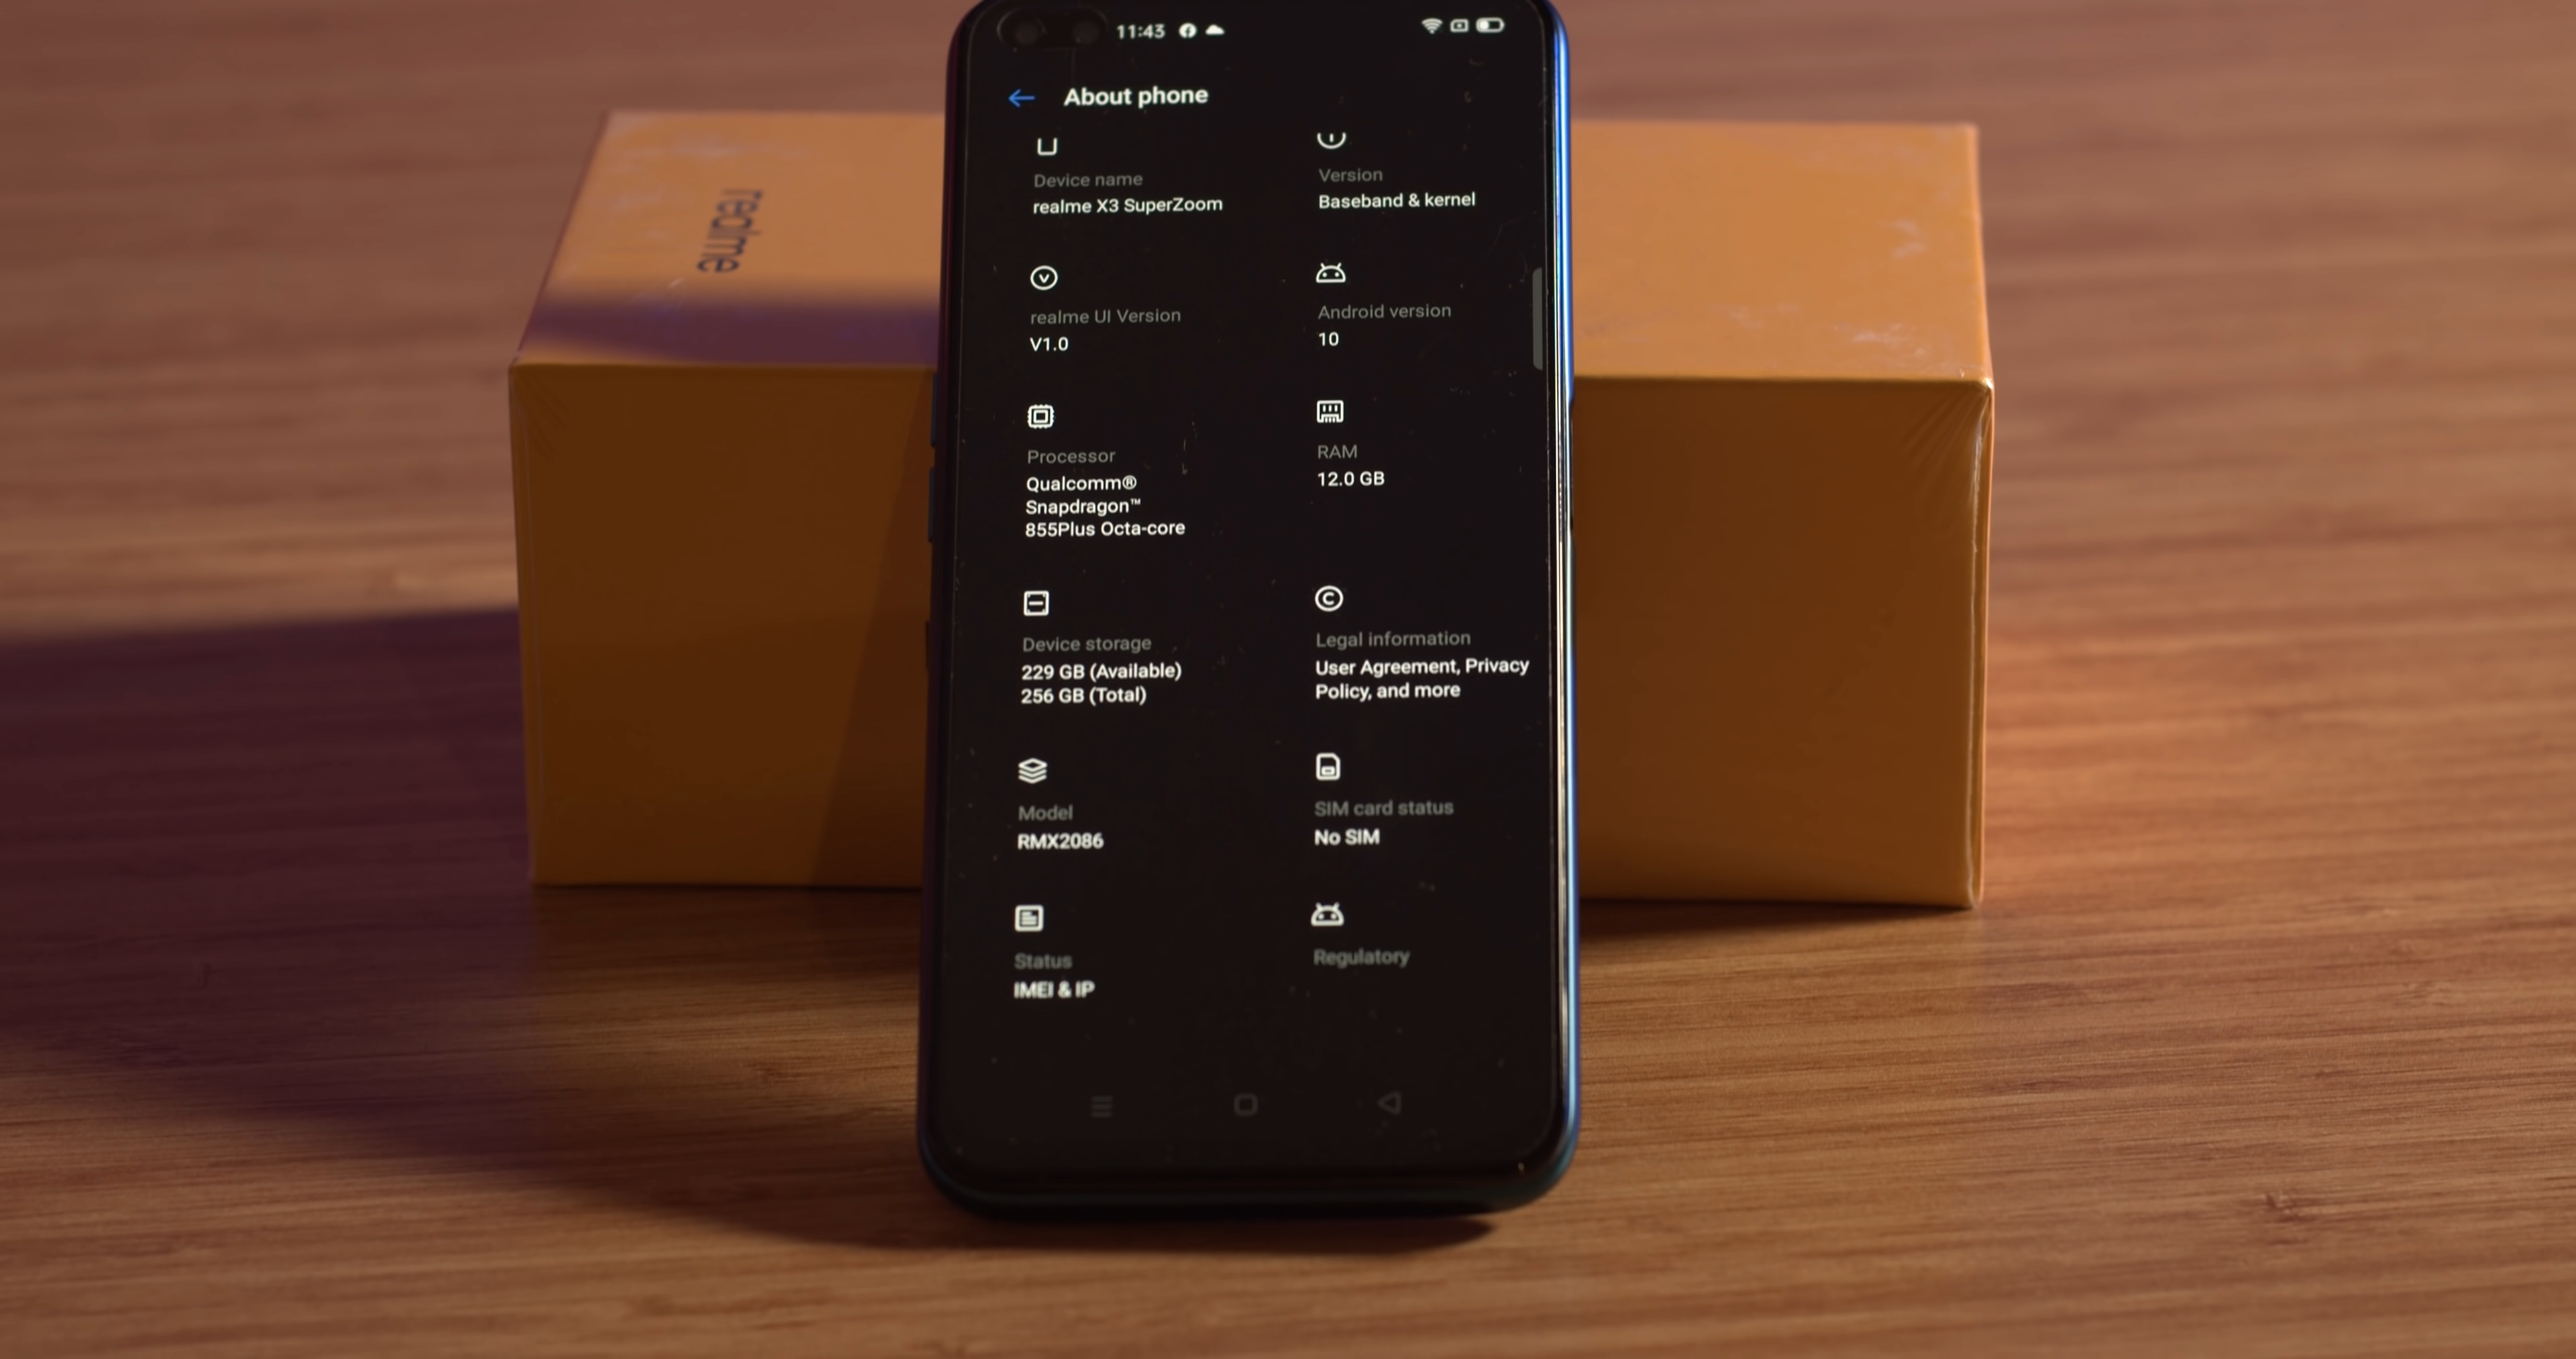 11:43
About phone
Device name
realme X3 SuperZoom
Version
Baseband & kernel
realme UI Version
V1.0
Android version
10
Processor
Qualcomm®
Snapdragon™
855Plus Octa-core
RAM
12.0 GB
Device storage
229 GB (Available)
256 GB (Total)
Legal information
User Agreement, Privacy
Policy, and more
Model
RMX2086
SIM card status
No SIM
Status
IMEI & IP
Regulatory
realme